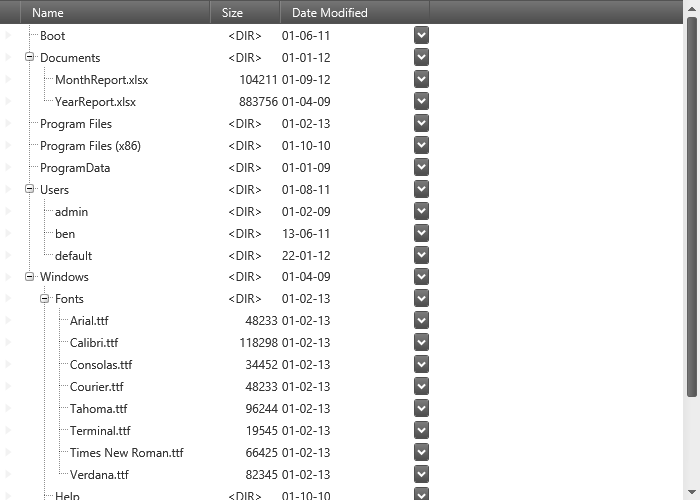 Name Size Date Modified
Boot <DIR> 01-06-11
Documents <DIR> 01-01-12
MonthReport.xlsx 104211 01-09-12
YearReport.xlsx 883756 01-04-09
Program Files <DIR> 01-02-13
Program Files (x86) <DIR> 01-10-10
ProgramData <DIR> 01-01-09
Users <DIR> 01-08-11
admin <DIR> 01-02-09
ben <DIR> 13-06-11
default <DIR> 22-01-12
Windows <DIR> 01-04-09
Fonts <DIR> 01-02-13
Arial.ttf 48233 01-02-13
Calibri.ttf 118298 01-02-13
Consolas.ttf 34452 01-02-13
Courier.ttf 48233 01-02-13
Tahoma.ttf 96244 01-02-13
Terminal.ttf 19545 01-02-13
Times New Roman.ttf 66425 01-02-13
Verdana.ttf 82345 01-02-13
Help <DIR> 01-10-10